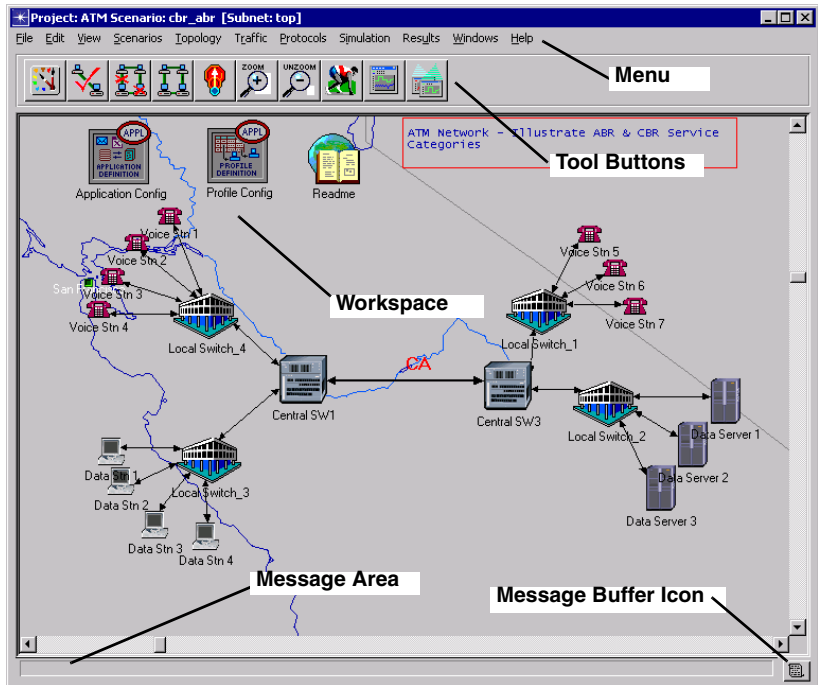 Project: ATM Scenario: cbr_abr [Subnet: top]
File Edit View Scenarios Topology Traffic Protocols Simulation Results Windows Help
Menu
ZOOM
UNZOOM
Tool Buttons
ATM Network - Illustrate ABR & CBR Service
Categories
APPL
APPLICATION
DEFINITION
Application Config
APPL
PROFILE
DEFINITION
Profile Config
Readme
Voice Stn 1
Voice Stn 2
Voice Stn 3
Voice Stn 4
San
Local Switch_4
Workspace
Voice Stn 5
Voice Stn 6
Voice Stn 7
Local Switch_1
CA
Central SW1
Central SW3
Local Switch_2
Data Server 1
Data Server 2
Data Server 3
Data Stn 1
Data Stn 2
Data Stn 3
Data Stn 4
Local Switch_3
Message Area
Message Buffer Icon